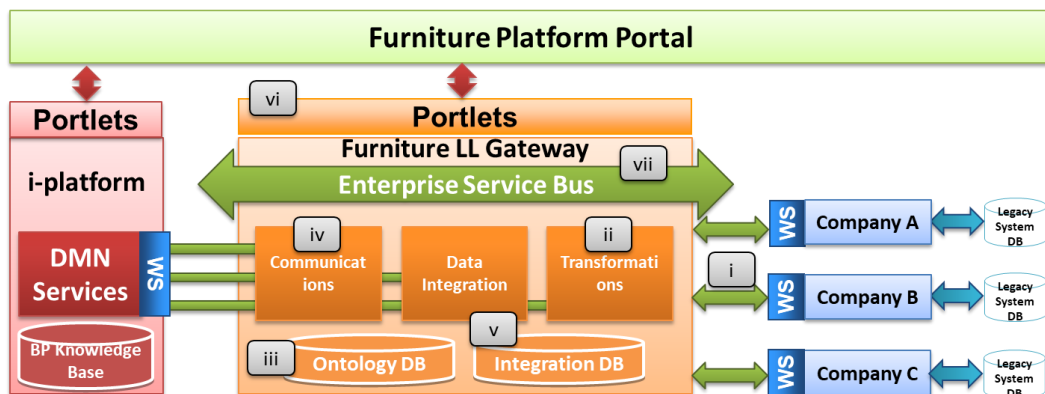 Furniture Platform Portal
vi
Portlets
Portlets
Furniture LL Gateway
vii
i-platform
Enterprise Service Bus
WS
Company A
Legacy
System
DB
iv
ii
DMN
Services
WS
Communicat
ions
Data
Integration
Transformati
ons
i
WS
Company B
Legacy
System
DB
v
BP Knowledge
Base
iii
Ontology DB
Integration DB
WS
Company C
Legacy
System
DB